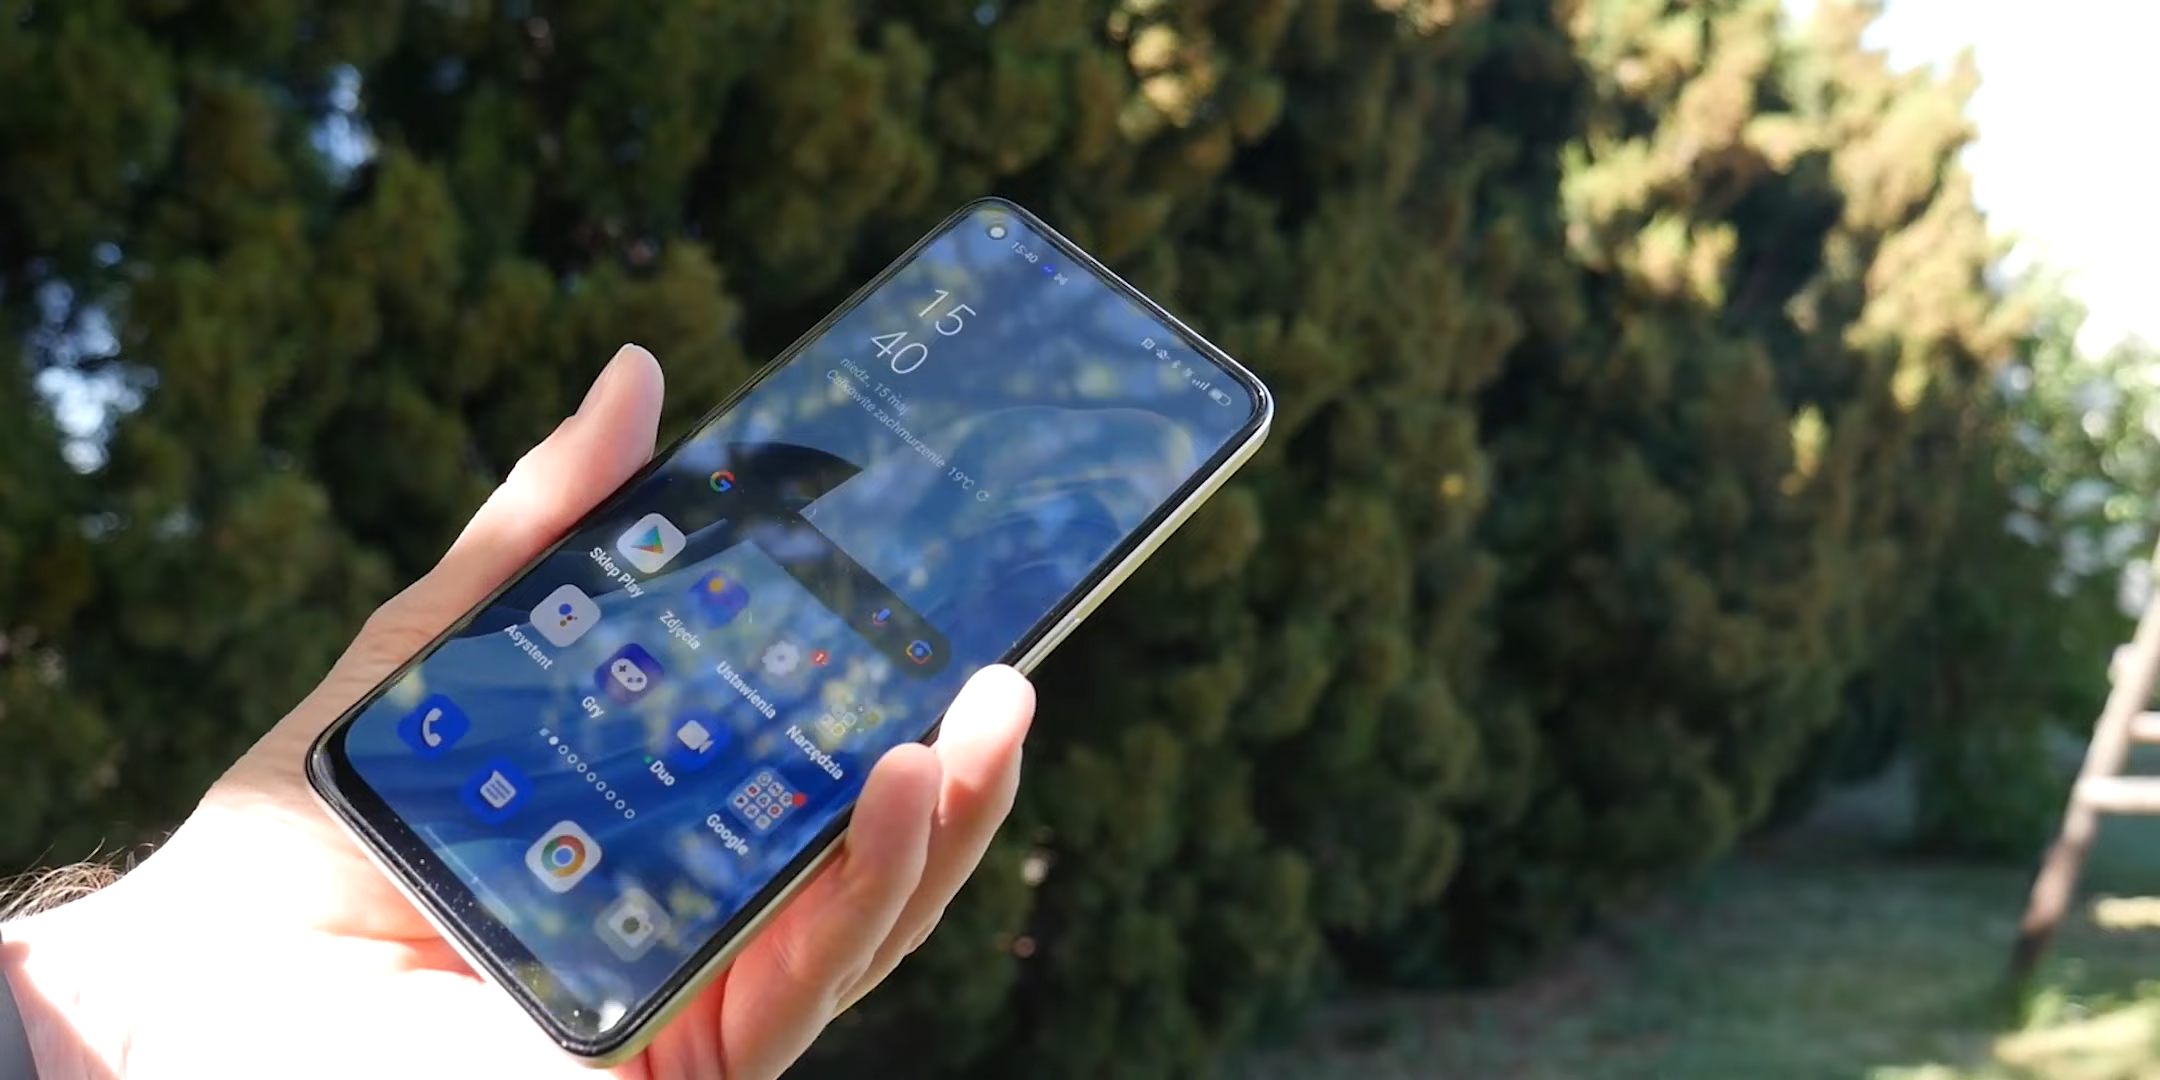 15:40
15
40
niedz., 15 maj
Całkowite zachmurzenie 19°C
Sklep Play
Zdjęcia
Ustawienia
1
Narzędzia
Asystent
Gry
Duo
Google